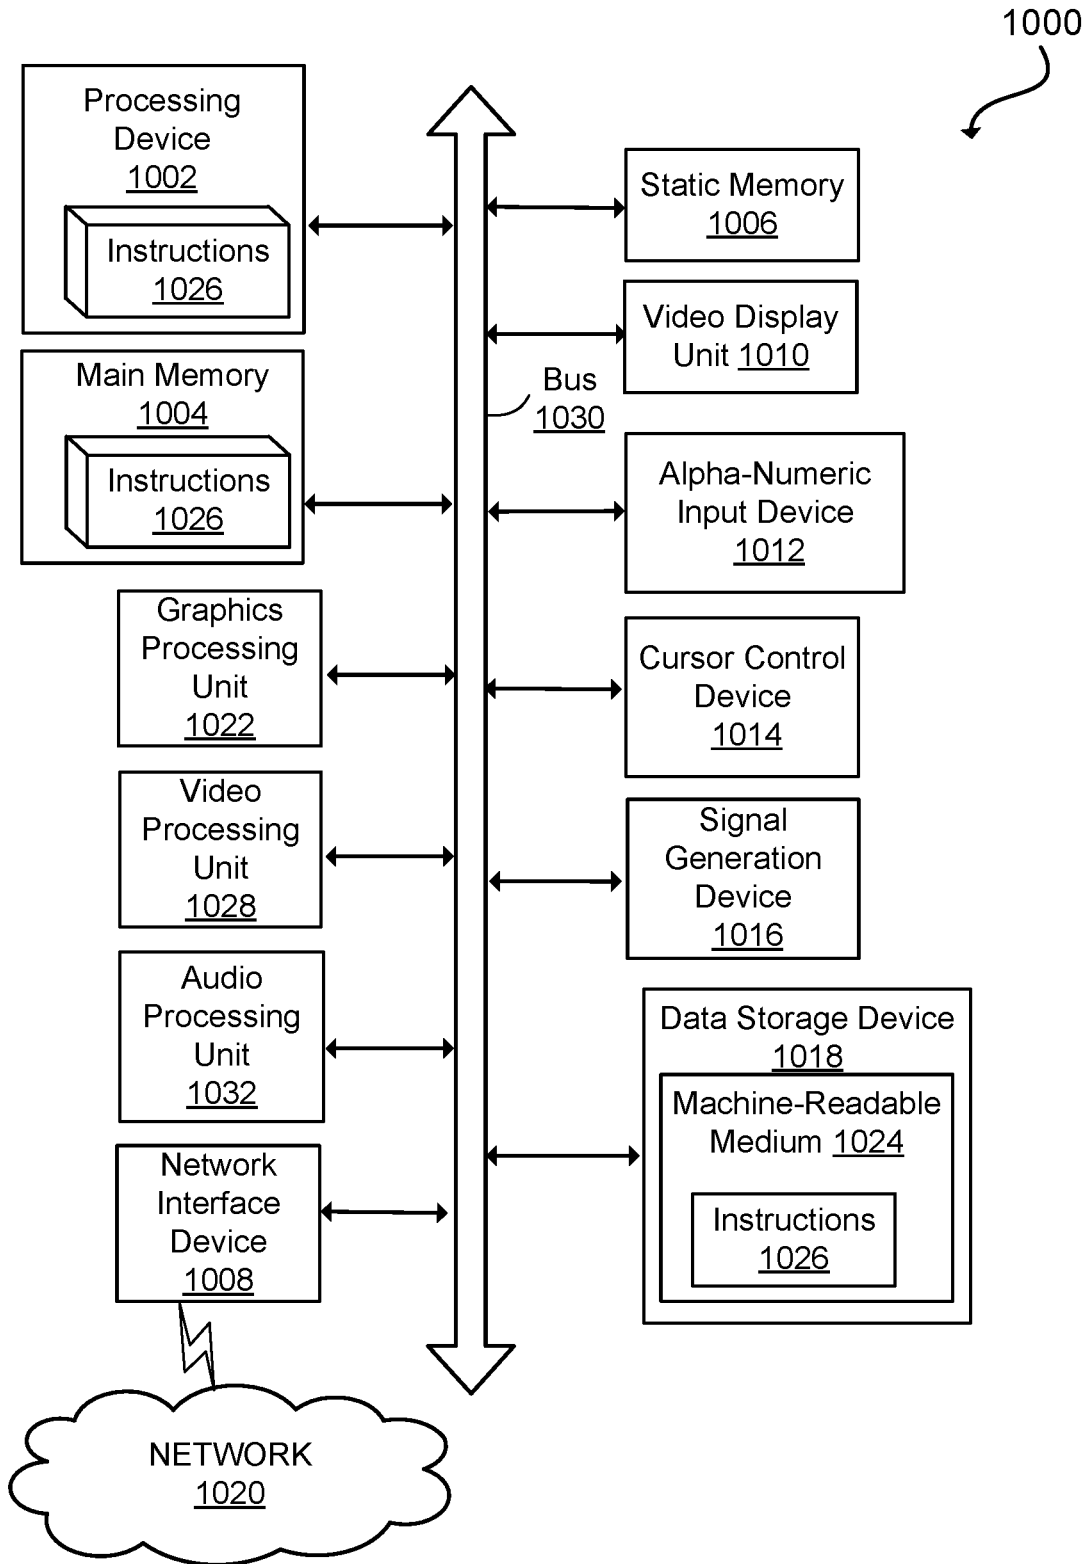 1000
Processing
Device
1002
Instructions
1026
Main Memory
1004
Instructions
1026
Graphics
Processing
Unit
1022
Video
Processing
Unit
1028
Audio
Processing
Unit
1032
Network
Interface
Device
1008
NETWORK
1020
Bus
1030
Static Memory
1006
Video Display
Unit 1010
Alpha-Numeric
Input Device
1012
Cursor Control
Device
1014
Signal
Generation
Device
1016
Data Storage Device
1018
Machine-Readable
Medium 1024
Instructions
1026